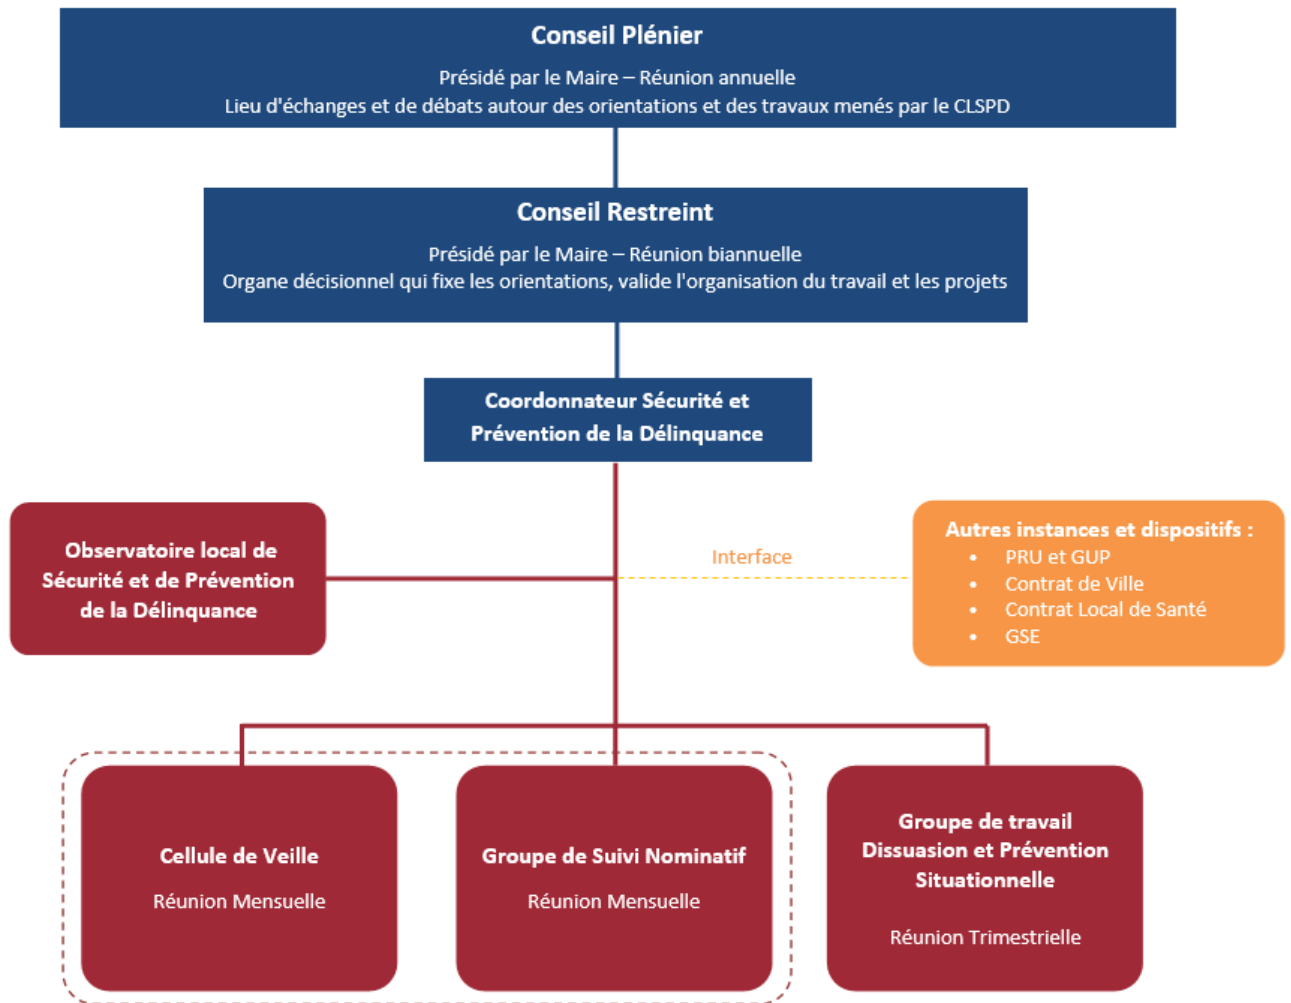 Conseil Plénier
Présidé par le Maire – Réunion annuelle
Lieu d'échanges et de débats autour des orientations et des travaux menés par le CLSPD
Conseil Restreint
Présidé par le Maire – Réunion biannuelle
Organe décisionnel qui fixe les orientations, valide l'organisation du travail et les projets
Coordonnateur Sécurité et
Prévention de la Délinquance
Observatoire local de
Sécurité et de Prévention
de la Délinquance
Interface
Autres instances et dispositifs :
• PRU et GUP
• Contrat de Ville
• Contrat Local de Santé
• GSE
Cellule de Veille
Réunion Mensuelle
Groupe de Suivi Nominatif
Réunion Mensuelle
Groupe de travail
Dissuasion et Prévention
Situationnelle
Réunion Trimestrielle